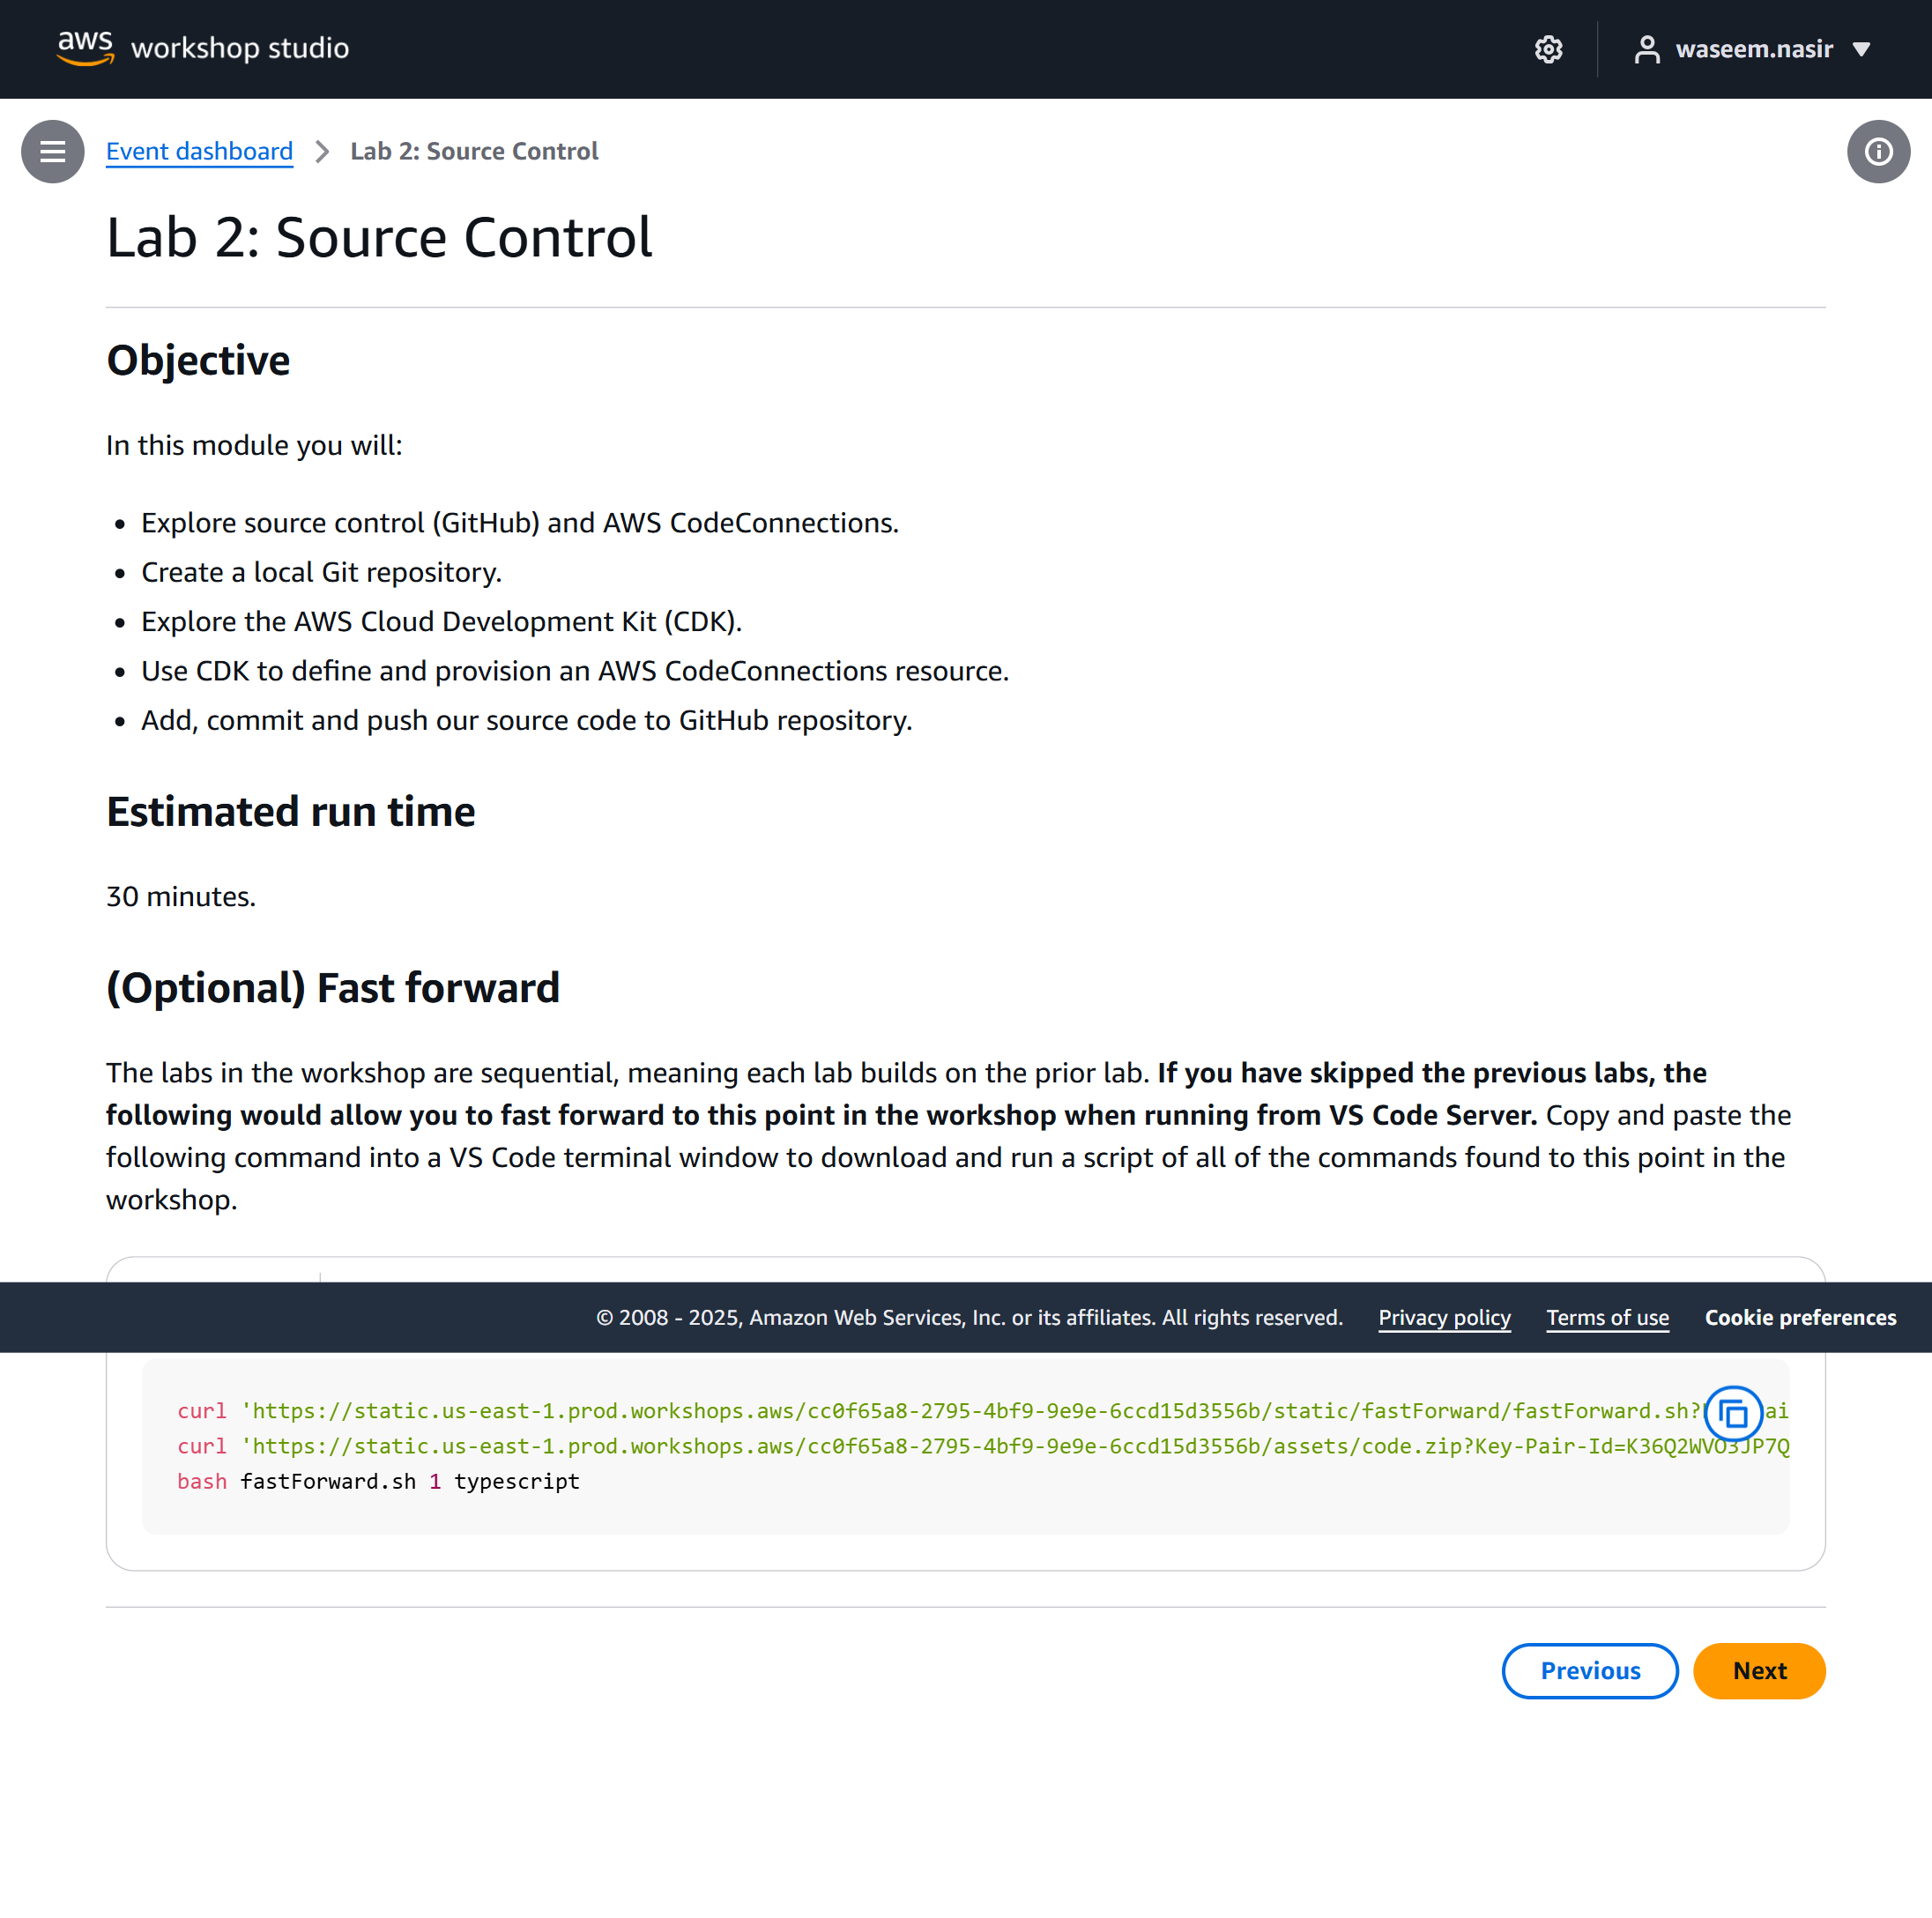 aws workshop studio
waseem.nasir
Event dashboard
Lab 2: Source Control
Lab 2: Source Control
Objective
In this module you will:
Explore source control (GitHub) and AWS CodeConnections.
Create a local Git repository.
Explore the AWS Cloud Development Kit (CDK).
Use CDK to define and provision an AWS CodeConnections resource.
Add, commit and push our source code to GitHub repository.
Estimated run time
30 minutes.
(Optional) Fast forward
The labs in the workshop are sequential, meaning each lab builds on the prior lab. If you have skipped the previous labs, the
following would allow you to fast forward to this point in the workshop when running from VS Code Server. Copy and paste the
following command into a VS Code terminal window to download and run a script of all of the commands found to this point in the
workshop.
© 2008 - 2025, Amazon Web Services, Inc. or its affiliates. All rights reserved.
Privacy policy
Terms of use
Cookie preferences
curl 'https://static.us-east-1.prod.workshops.aws/cc0f65a8-2795-4bf9-9e9e-6ccd15d3556b/static/fastForward/fastForward.sh?
curl 'https://static.us-east-1.prod.workshops.aws/cc0f65a8-2795-4bf9-9e9e-6ccd15d3556b/assets/code.zip?Key-Pair-Id=K36Q2WVO3JP7Q
bash fastForward.sh 1 typescript
Previous
Next